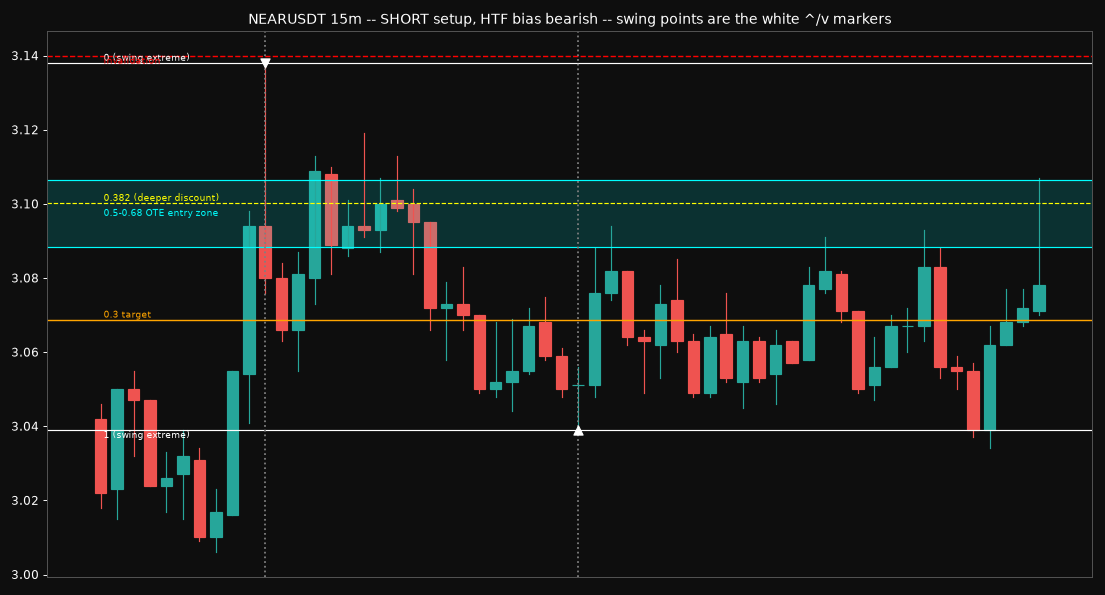 NEARUSDT 15m -- SHORT setup, HTF bias bearish -- swing points are the white ^/v markers
3.14
0 (swing extreme)
3.12
3.10
0.382 (deeper discount)
0.5-0.68 OTE entry zone
3.08
0.3 target
3.06
3.04
1 (swing extreme)
3.02
3.00